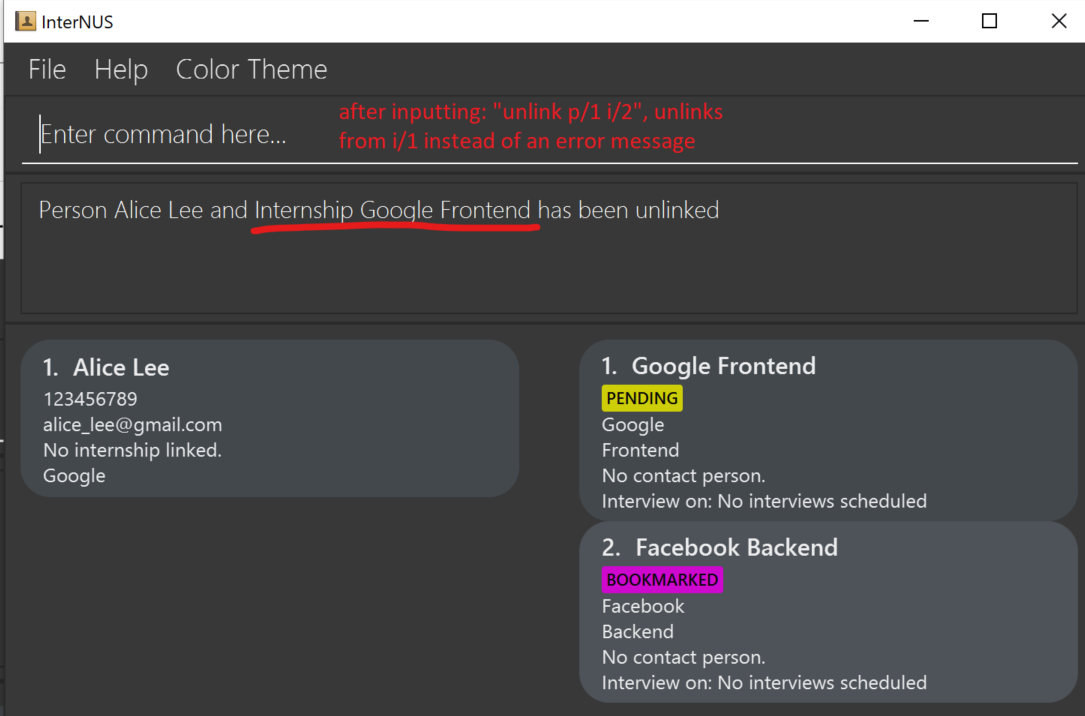 InterNUS
File Help Color Theme
Enter command here...
after inputting: "unlink p/1 i/2", unlinks
from i/1 instead of an error message
Person Alice Lee and Internship Google Frontend has been unlinked
1. Alice Lee
123456789
alice_lee@gmail.com
No internship linked.
Google
1. Google Frontend
PENDING
Google
Frontend
No contact person.
Interview on: No interviews scheduled
2. Facebook Backend
BOOKMARKED
Facebook
Backend
No contact person.
Interview on: No interviews scheduled